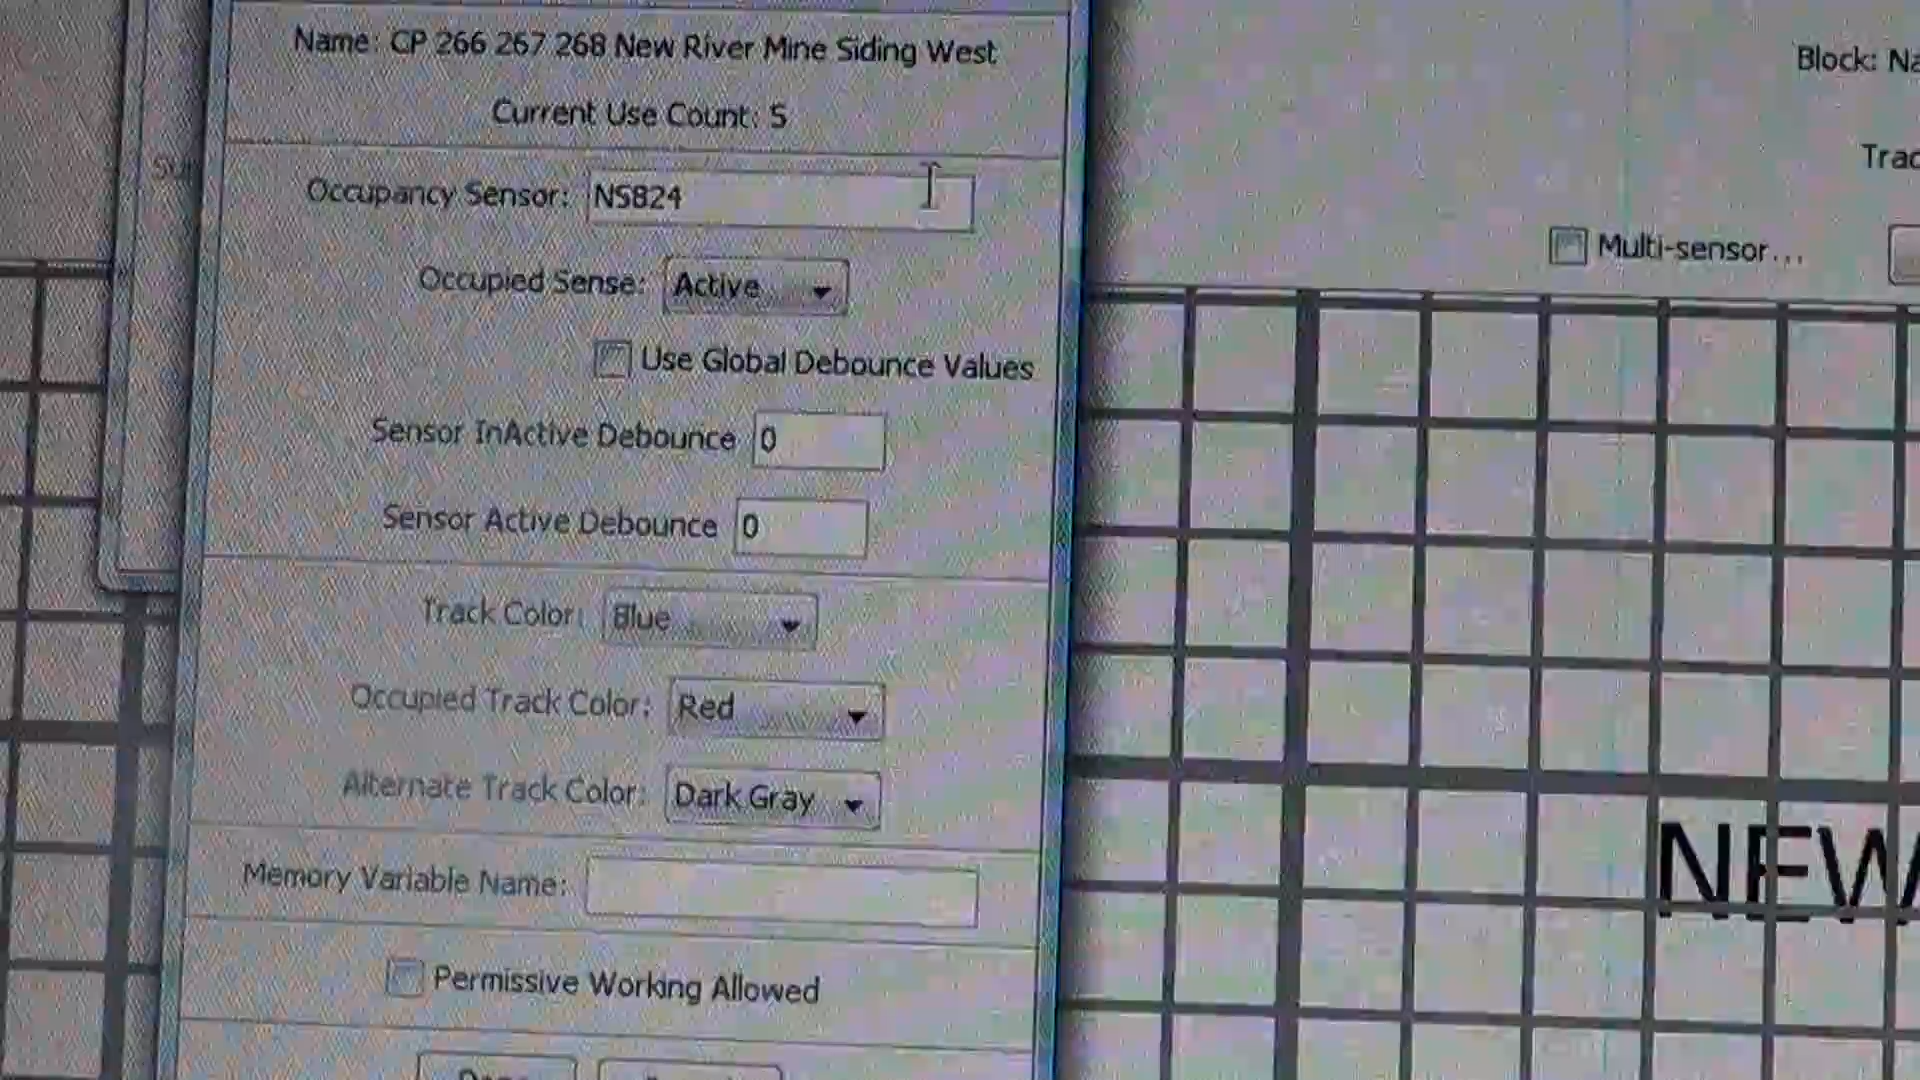 Name: CP 266 267 268 New River Mine Siding West
Current Use Count: 5
Occupancy Sensor: NS824
Occupied Sense: Active
Use Global Debounce Values
Sensor InActive Debounce 0
Sensor Active Debounce 0
Track Color: Blue
Occupied Track Color: Red
Alternate Track Color: Dark Gray
Memory Variable Name:
Permissive Working Allowed
Block: Na
Trac
Multi-sensor...
NEW